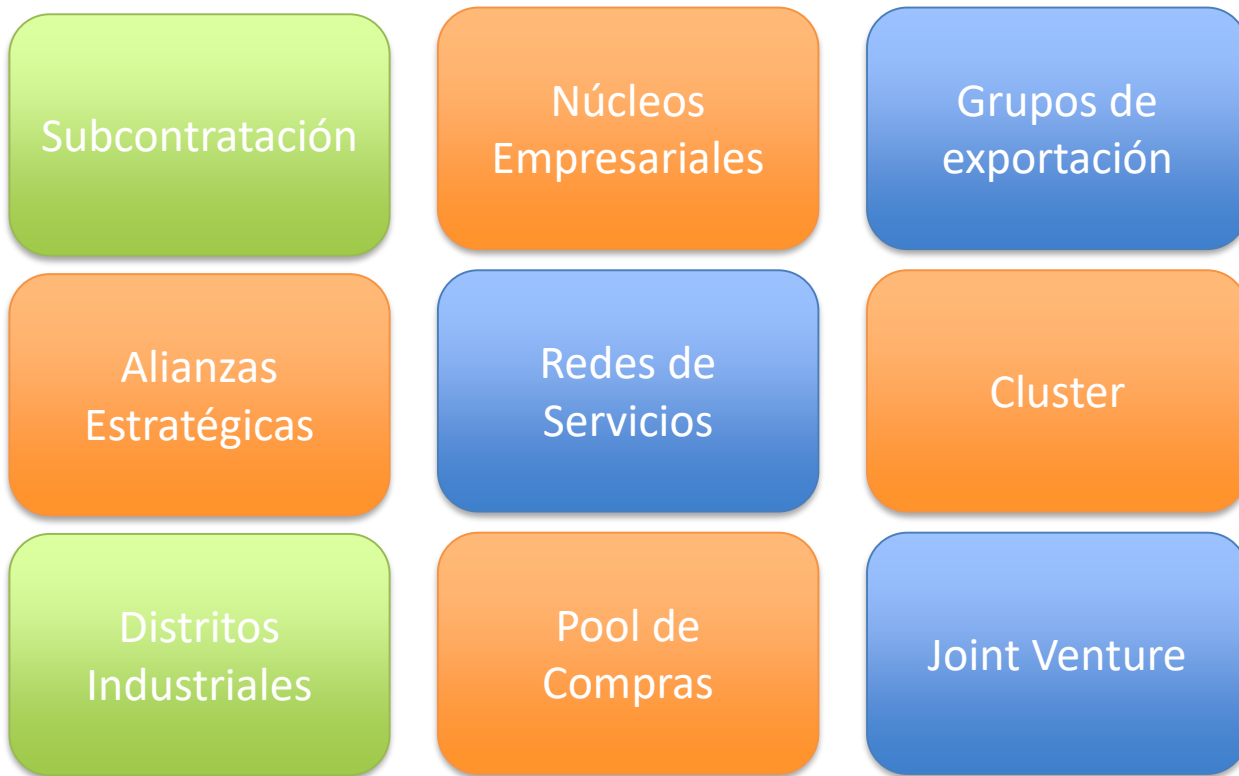 Subcontratación
Núcleos
Empresariales
Grupos de
exportación
Alianzas
Estratégicas
Redes de
Servicios
Cluster
Distritos
Industriales
Pool de
Compras
Joint Venture